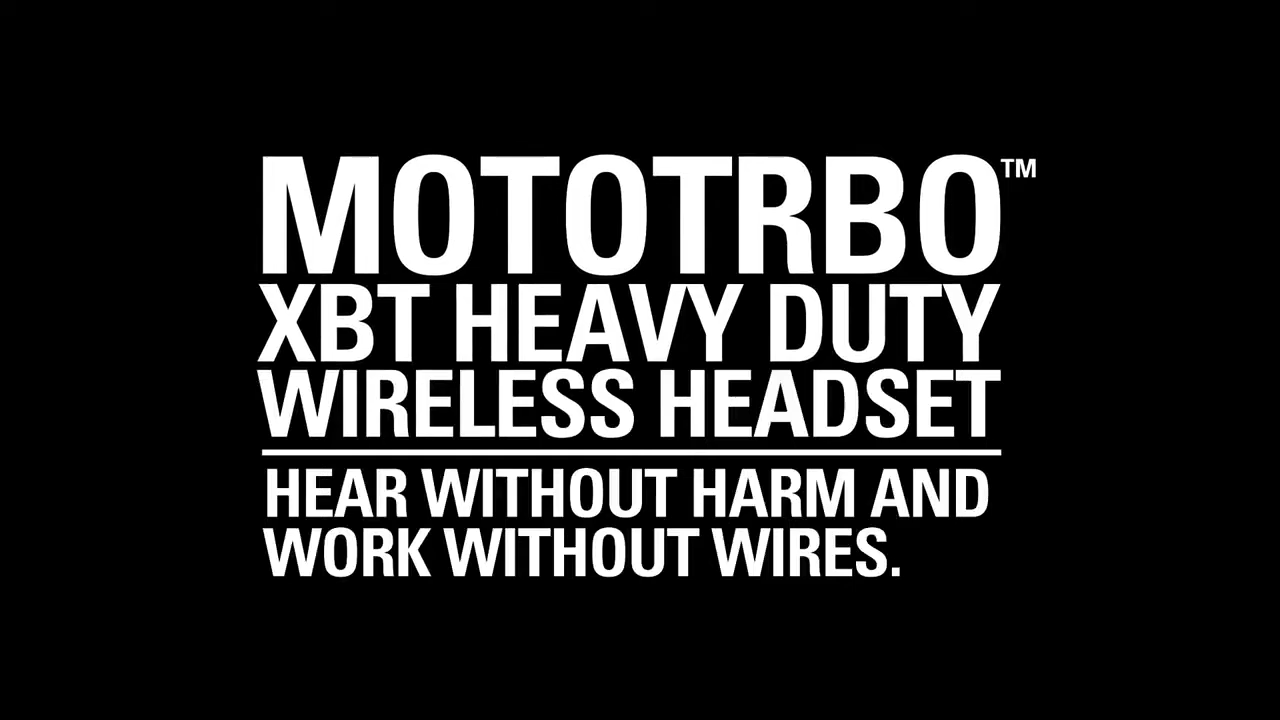 MOTOTRBO™
XBT HEAVY DUTY
WIRELESS HEADSET
HEAR WITHOUT HARM AND
WORK WITHOUT WIRES.